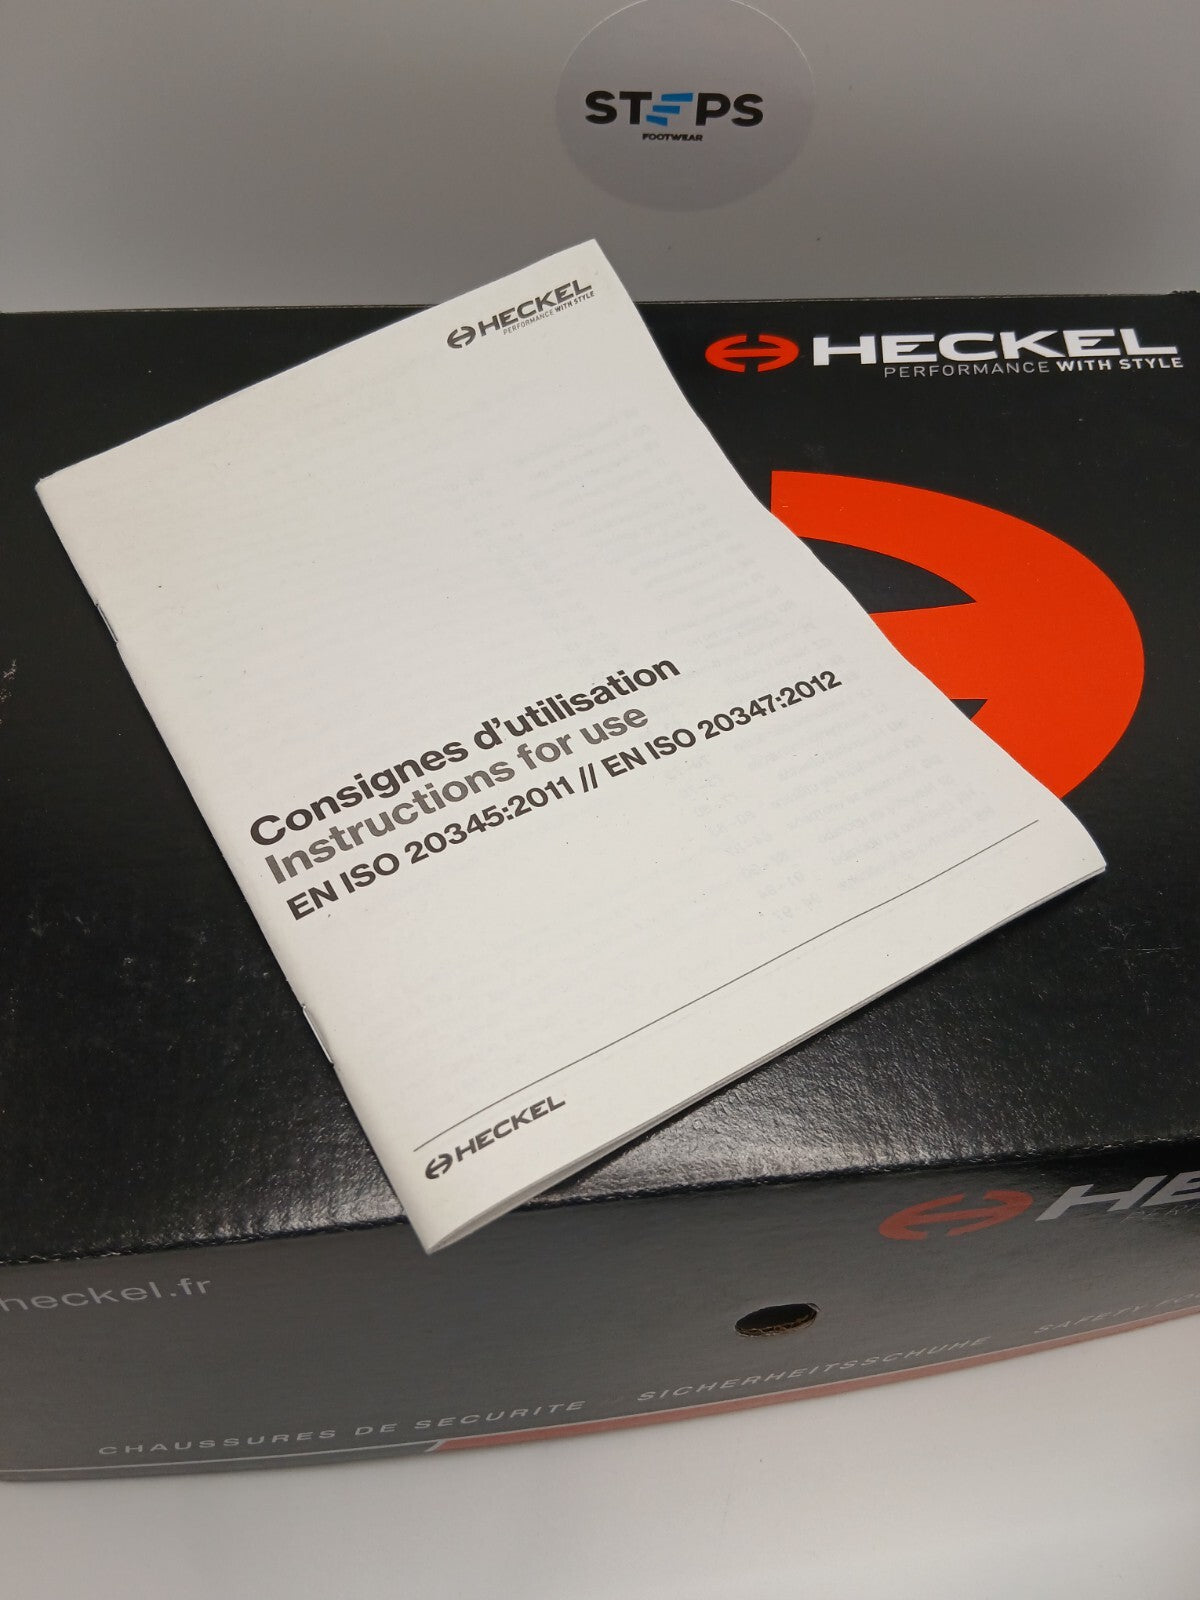 STEPS
FOOTWEAR
HECKEL
PERFORMANCE WITH STYLE
HECKEL
PERFORMANCE WITH STYLE
Consignes d'utilisation
Instructions for use
EN ISO 20345:2011 // EN ISO 20347:2012
HECKEL
heckel.fr
CHAUSSURES DE SECURITE SICHERHEITSSCHUHE SAFETY